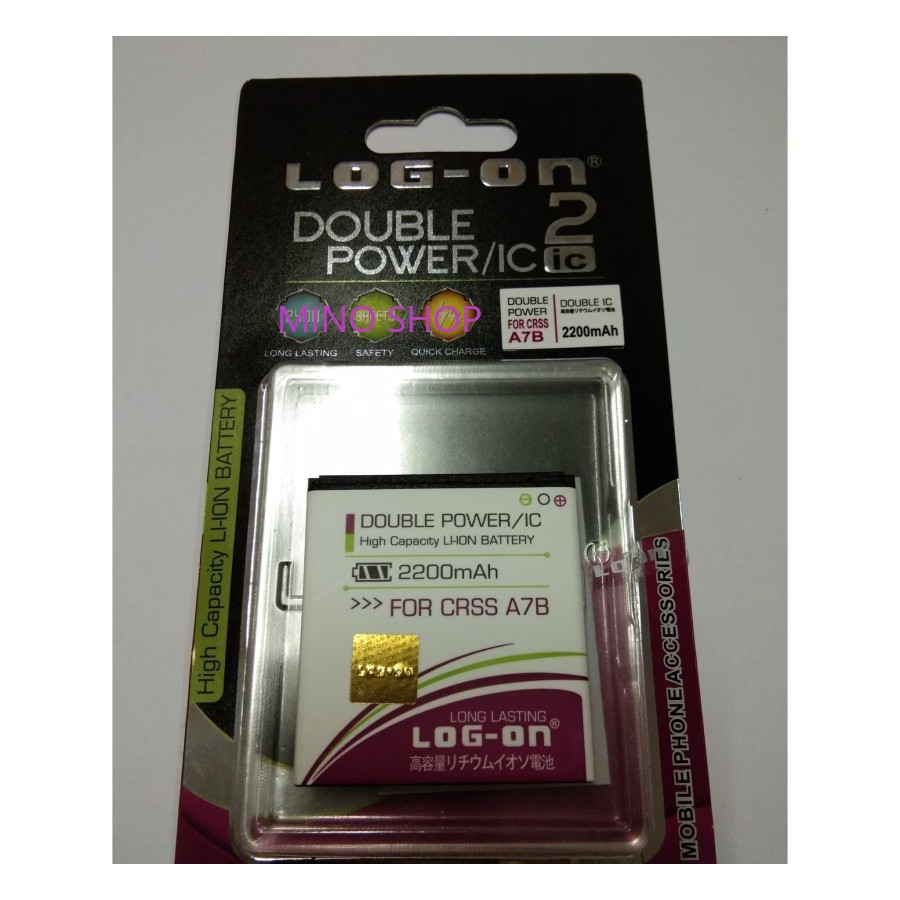 LOG-ON®
DOUBLE
POWER/IC
2
ic
MINO SHOP
LONG LASTING
SAFETY
QUICK CHARGE
DOUBLE
POWER
FOR CRSS
A7B
DOUBLE IC
高容量リチウムイオン電池
2200mAh
High Capacity LI-ION BATTERY
DOUBLE POWER/IC
High Capacity LI-ION BATTERY
2200mAh
>>> FOR CRSS A7B
LOG-ON
LONG LASTING
LOG-ON®
高容量リチウムイオン電池
MOBILE PHONE ACCESSORIES